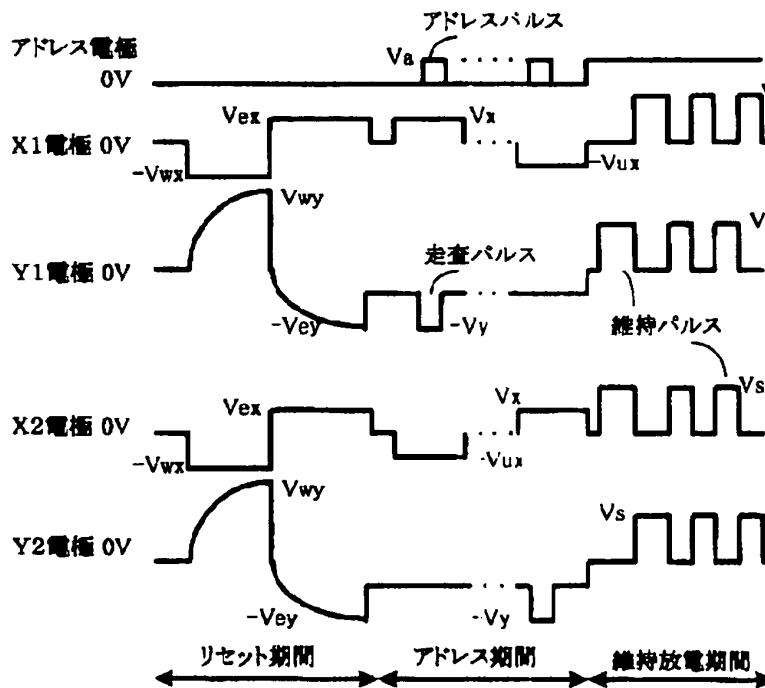 アドレスパルス
アドレス電極
0V
Va
Vex
Vx
X1電極 0V
-Vwx
-Vux
V
Vwy
V
走査パルス
Y1電極 0V
-Vey
-Vy
維持パルス
Vex
Vx
Vs
X2電極 0V
-Vwx
-Vux
Vwy
Vs
Y2電極 0V
-Vey
-Vy
リセット期間
アドレス期間
維持放電期間